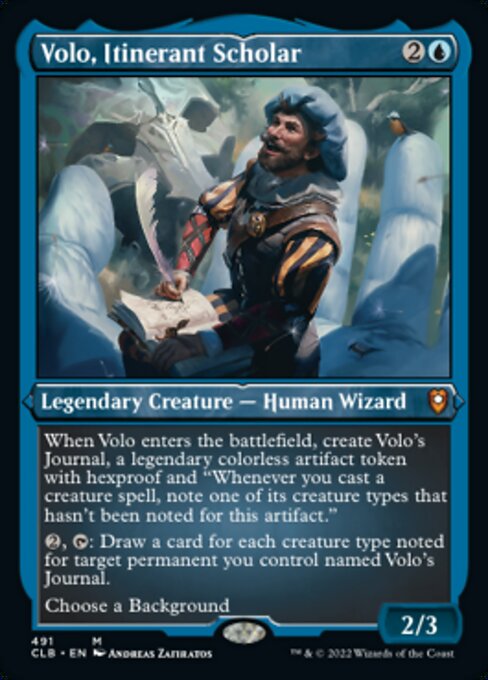 Volo, Itinerant Scholar 2
Legendary Creature — Human Wizard
When Volo enters the battlefield, create Volo's
Journal, a legendary colorless artifact token
with hexproof and “Whenever you cast a
creature spell, note one of its creature types that
hasn't been noted for this artifact.”
2, : Draw a card for each creature type noted
for target permanent you control named Volo's
Journal.
Choose a Background
2/3
491 M
CLB • EN Andreas Zafiratos
™ & © 2022 Wizards of the Coast